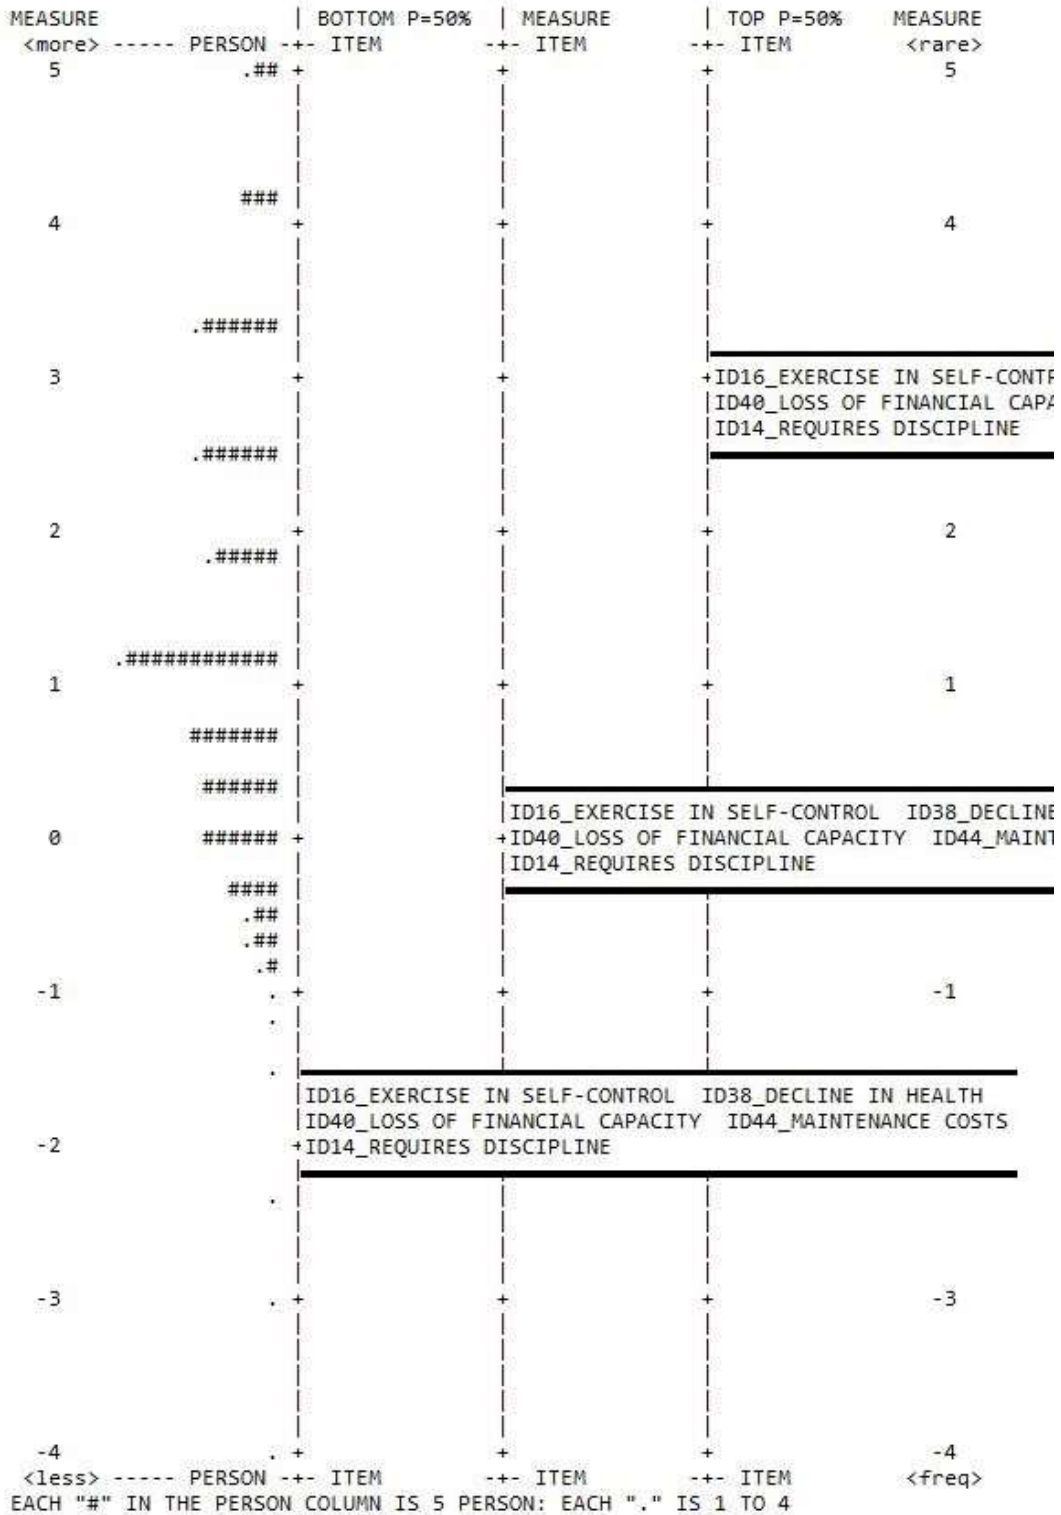 MEASURE | BOTTOM P=50% | MEASURE | TOP P=50% MEASURE
<more> ----- PERSON -+- ITEM -+- ITEM -+- ITEM <rare>
5 .## + + + 5
###
4 + + + 4
.######
3 + + +ID16_EXERCISE IN SELF-CONTR 
|ID40_LOSS OF FINANCIAL CAPA
|ID14_REQUIRES DISCIPLINE
.######
2 + + + 2
.#####
.############
1 + + + 1
#######
######
|ID16_EXERCISE IN SELF-CONTROL ID38_DECLINE
0 ###### + +ID40_LOSS OF FINANCIAL CAPACITY ID44_MAINT
|ID14_REQUIRES DISCIPLINE
####
.##
.##
.#
-1 . + + + -1
.
.
|ID16_EXERCISE IN SELF-CONTROL ID38_DECLINE IN HEALTH
|ID40_LOSS OF FINANCIAL CAPACITY ID44_MAINTENANCE COSTS
-2 +ID14_REQUIRES DISCIPLINE
.
-3 . + + + -3
-4 . + + + -4
<less> ----- PERSON -+- ITEM -+- ITEM -+- ITEM <freq>
EACH "#" IN THE PERSON COLUMN IS 5 PERSON: EACH "." IS 1 TO 4